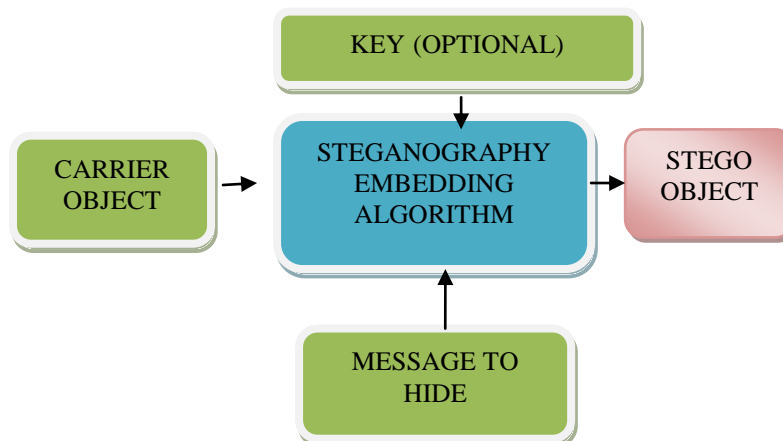 KEY (OPTIONAL)
CARRIER
OBJECT
STEGANOGRAPHY
EMBEDDING
ALGORITHM
STEGO
OBJECT
MESSAGE TO
HIDE